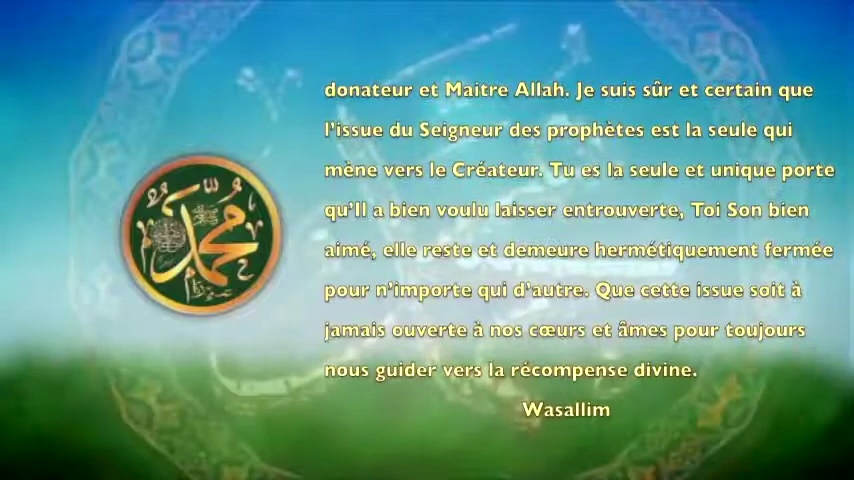 محمد
donateur et Maitre Allah. Je suis sûr et certain que
l'issue du Seigneur des prophètes est la seule qui
mène vers le Créateur. Tu es la seule et unique porte
qu'Il a bien voulu laisser entrouverte, Toi Son bien
aimé, elle reste et demeure hermétiquement fermée
pour n'importe qui d'autre. Que cette issue soit à
jamais ouverte à nos cœurs et âmes pour toujours
nous guider vers la récompense divine.
Wasallim